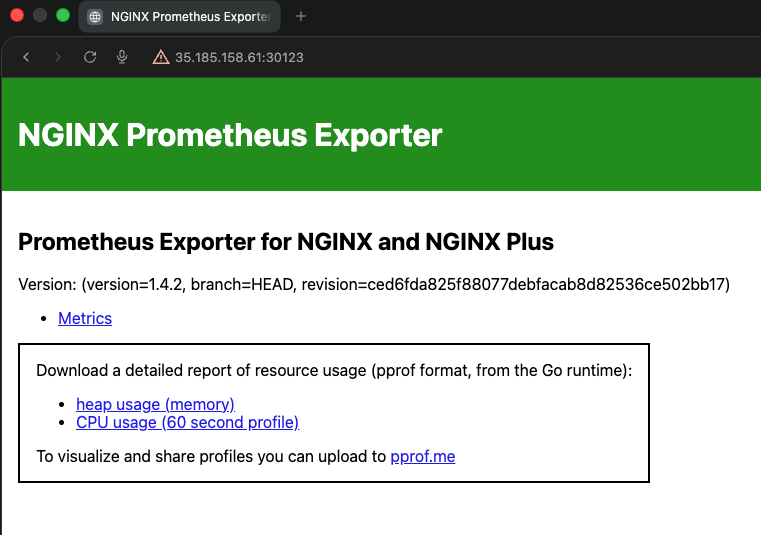 NGINX Prometheus Exporter
35.185.158.61:30123
NGINX Prometheus Exporter
Prometheus Exporter for NGINX and NGINX Plus
Version: (version=1.4.2, branch=HEAD, revision=ced6fda825f88077debfacab8d82536ce502bb17)
Metrics
Download a detailed report of resource usage (pprof format, from the Go runtime):
heap usage (memory)
CPU usage (60 second profile)
To visualize and share profiles you can upload to pprof.me